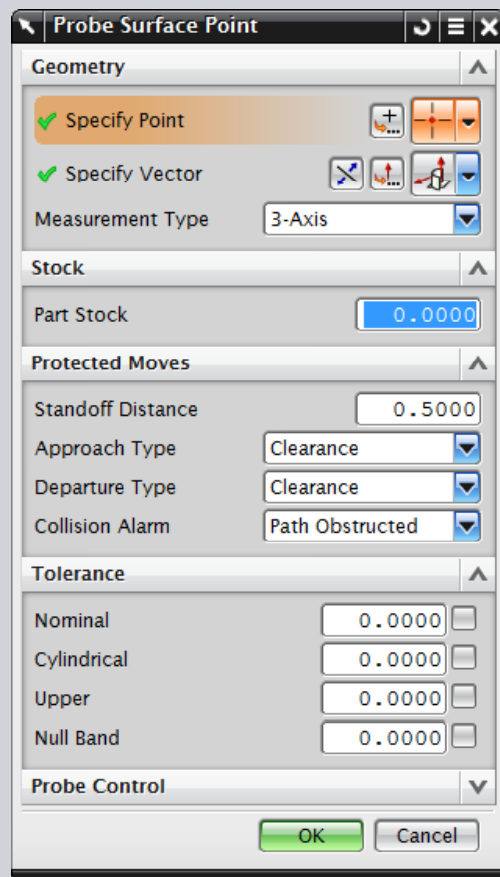 Probe Surface Point
Geometry
Specify Point
Specify Vector
Measurement Type 3-Axis
Stock
Part Stock 0.0000
Protected Moves
Standoff Distance 0.5000
Approach Type Clearance
Departure Type Clearance
Collision Alarm Path Obstructed
Tolerance
Nominal 0.0000
Cylindrical 0.0000
Upper 0.0000
Null Band 0.0000
Probe Control
OK Cancel